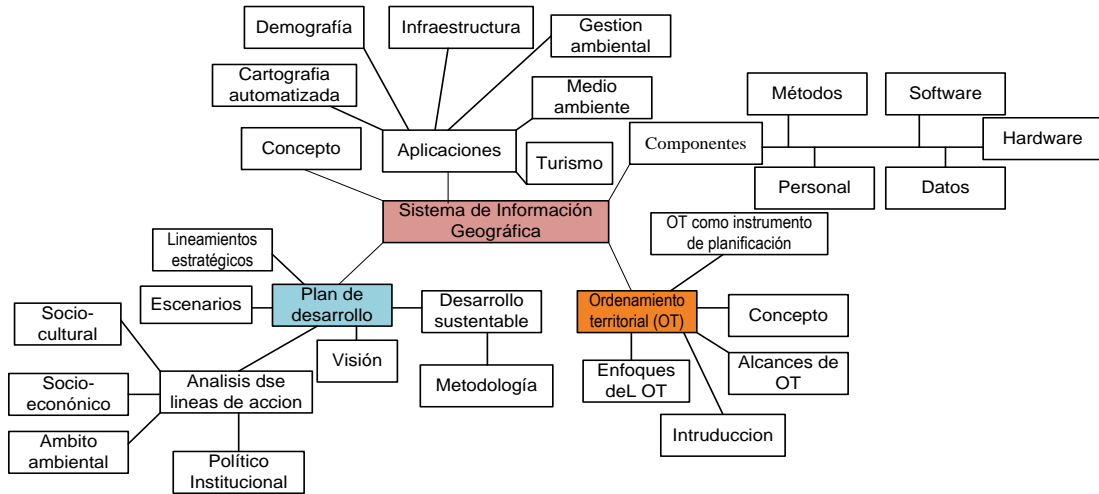 Demografía
Infraestructura
Gestion
ambiental
Cartografia
automatizada
Medio
ambiente
Métodos
Software
Concepto
Aplicaciones
Turismo
Componentes
Hardware
Personal
Datos
Sistema de Información
Geográfica
OT como instrumento
de planificación
Lineamientos
estratégicos
Escenarios
Plan de
desarrollo
Desarrollo
sustentable
Ordenamiento
territorial (OT)
Concepto
Socio-
cultural
Visión
Enfoques
deL OT
Alcances de
OT
Socio-
econónico
Analisis dse
lineas de accion
Metodología
Intruduccion
Ambito
ambiental
Político
Institucional